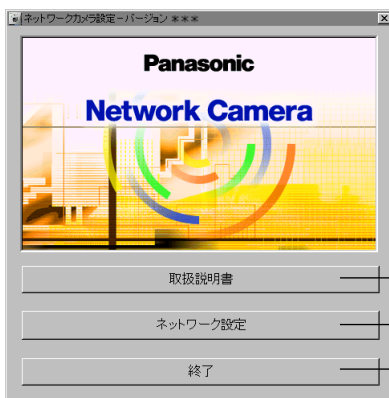 ネットワークカメラ設定-バージョン ***
Panasonic
Network Camera
取扱説明書
ネットワーク設定
終了